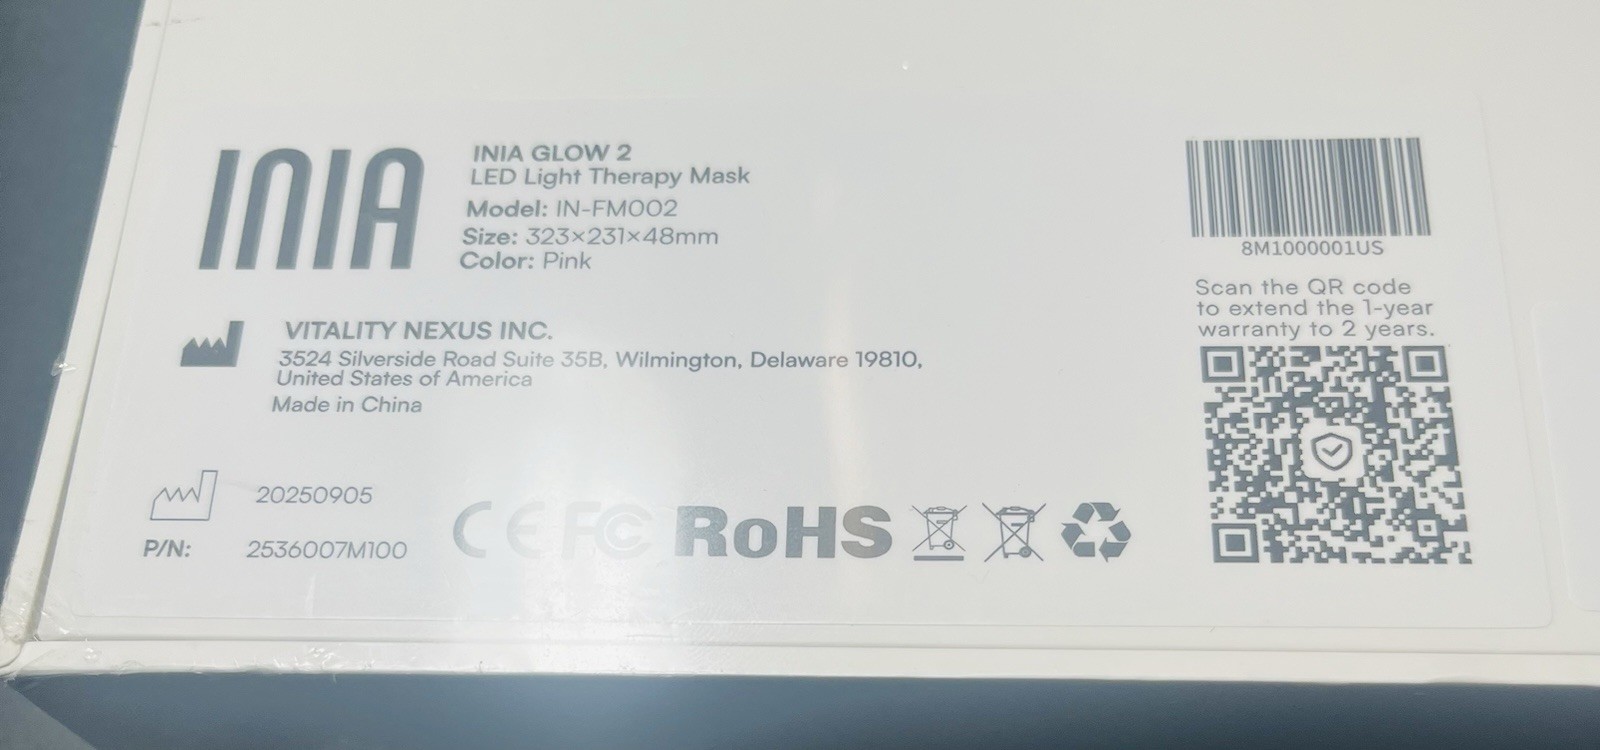 INIA
INIA GLOW 2
LED Light Therapy Mask
Model: IN-FM002
Size: 323×231×48mm
Color: Pink
VITALITY NEXUS INC.
3524 Silverside Road Suite 35B, Wilmington, Delaware 19810,
United States of America
Made in China
20250905
P/N: 2536007M100
CE FC RoHS
8M1000001US
Scan the QR code
to extend the 1-year
warranty to 2 years.